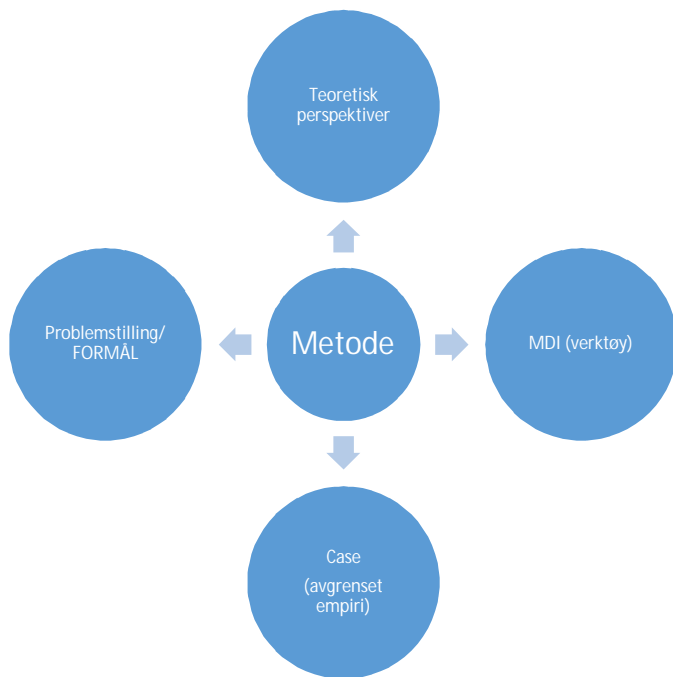 Teoretisk
perspektiver
Problemstilling/
FORMÅL
Metode
MDI (verktøy)
Case
(avgrenset
empiri)